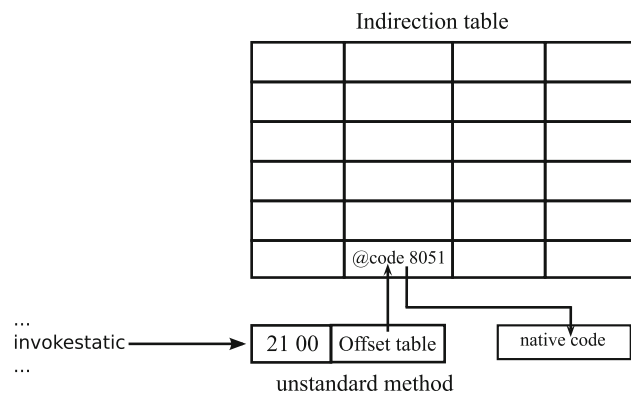 Indirection table
@code 8051
...
invokestatic
...
21 00
Offset table
native code
unstandard method